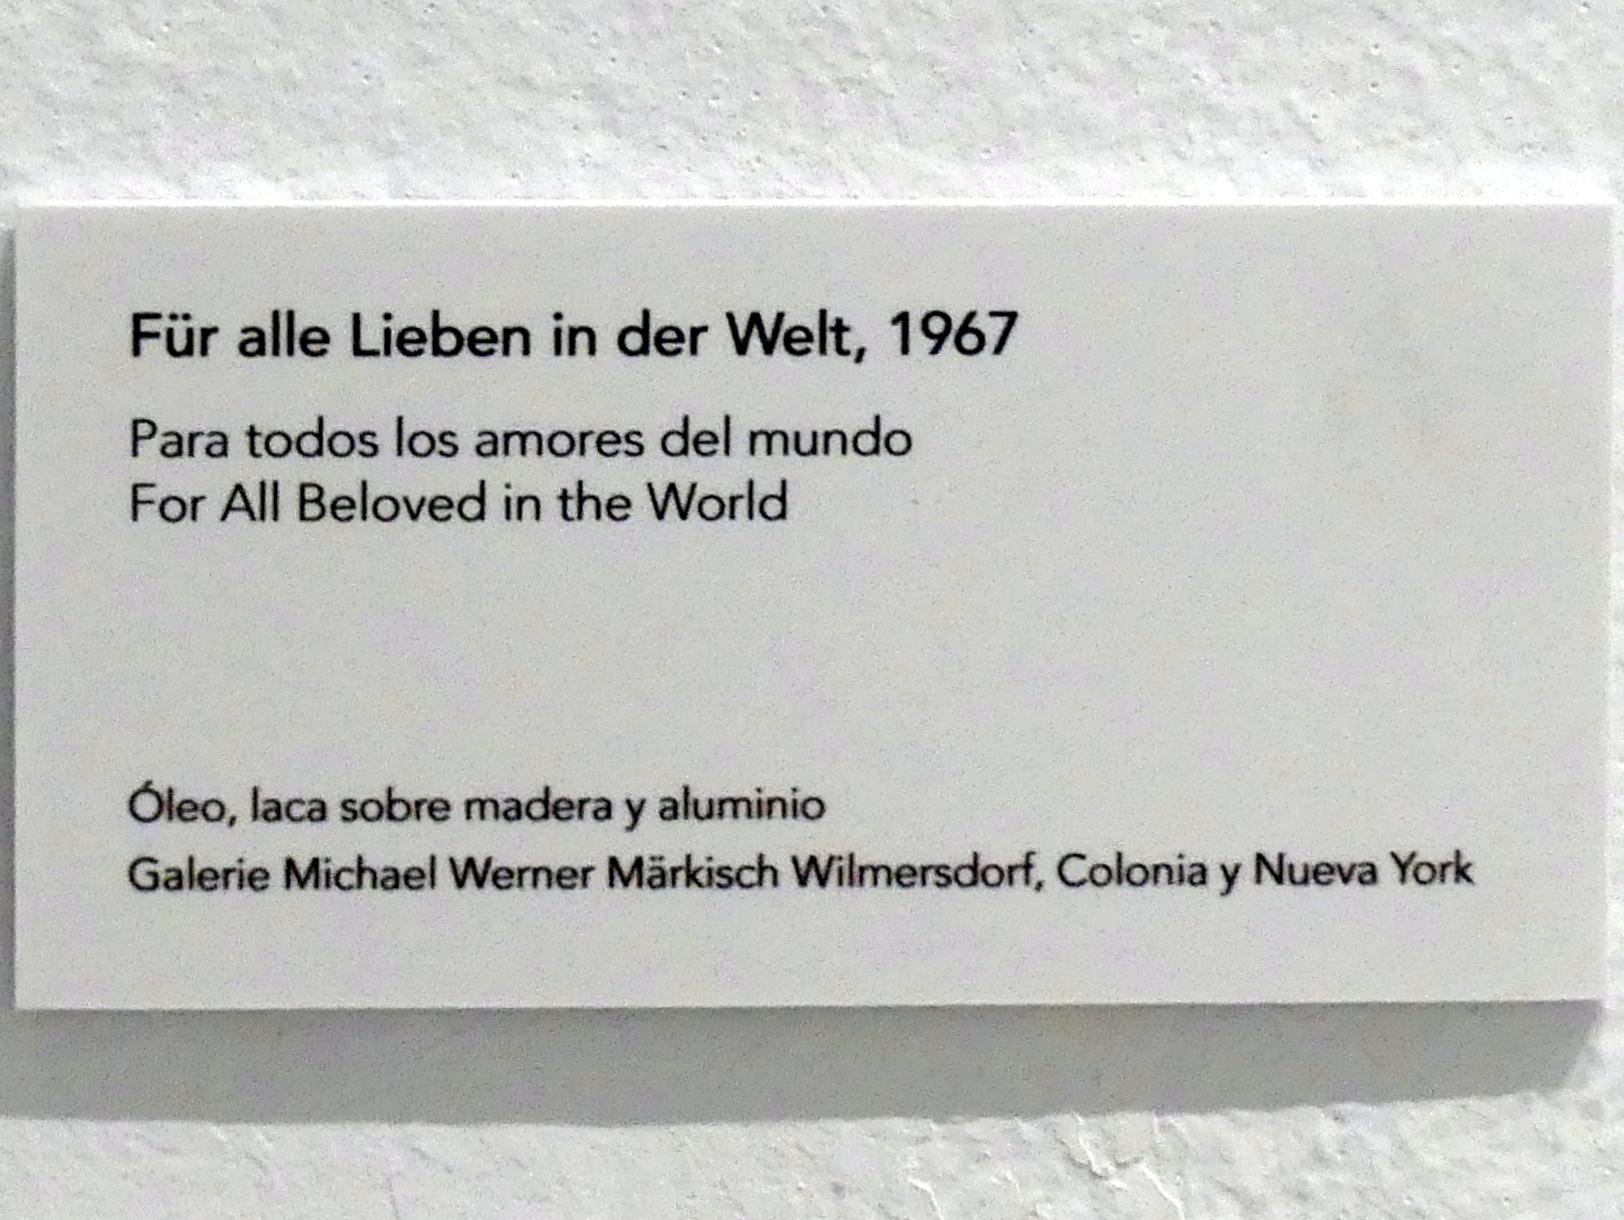 Für alle Lieben in der Welt, 1967
Para todos los amores del mundo
For All Beloved in the World
Óleo, laca sobre madera y aluminio
Galerie Michael Werner Märkisch Wilmersdorf, Colonia y Nueva York